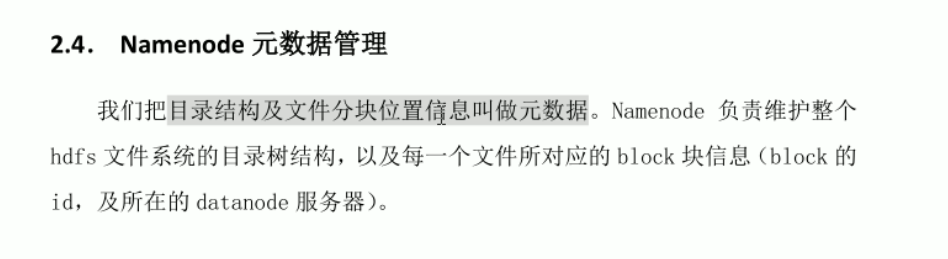 2.4. Namenode 元数据管理
我们把目录结构及文件分块位置信息叫做元数据。Namenode 负责维护整个
hdfs 文件系统的目录树结构，以及每一个文件所对应的 block 块信息（block 的
id，及所在的 datanode 服务器）。